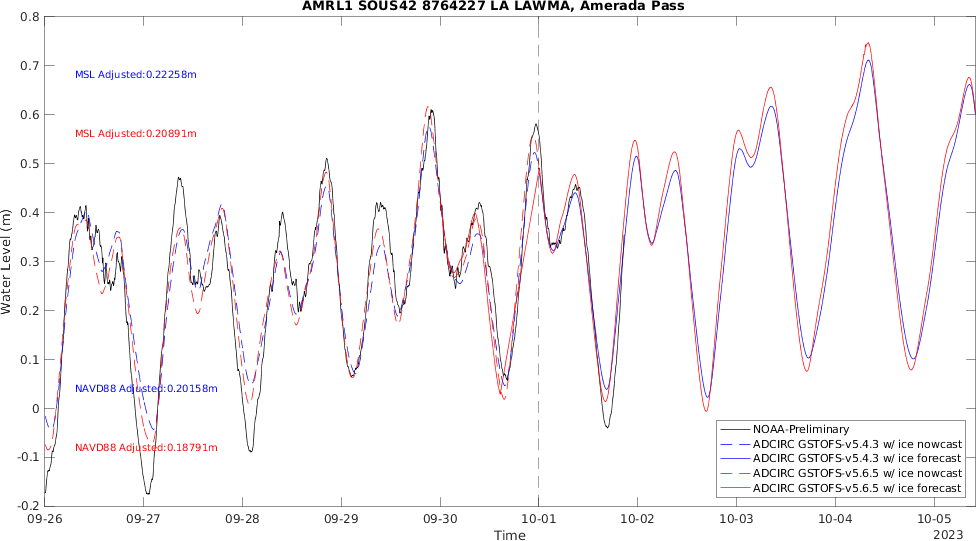 AMRL1 SOUS42 8764227 LA LAWMA, Amerada Pass
0.8
0.7
0.6
0.5
0.4
0.3
0.2
0.1
0
-0.1
-0.2
Water Level (m)
MSL Adjusted:0.22258m
MSL Adjusted:0.20891m
NAVD88 Adjusted:0.20158m
NAVD88 Adjusted:0.18791m
NOAA-Preliminary
ADCIRC GSTOFS-v5.4.3 w/ ice nowcast
ADCIRC GSTOFS-v5.4.3 w/ ice forecast
ADCIRC GSTOFS-v5.6.5 w/ ice nowcast
ADCIRC GSTOFS-v5.6.5 w/ ice forecast
09-26 09-27 09-28 09-29 09-30 10-01 10-02 10-03 10-04 10-05
Time
2023